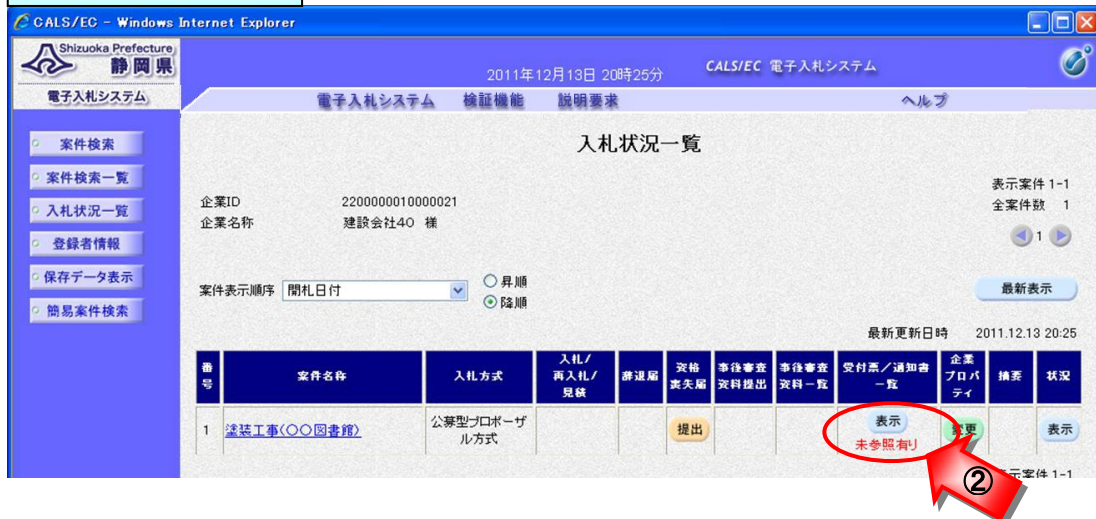 CALS/EC - Windows Internet Explorer
Shizuoka Prefecture
静岡県
電子入札システム
2011年12月13日 20時25分
CALS/EC 電子入札システム
電子入札システム 検証機能 説明要求 ヘルプ
案件検索
案件検索一覧
入札状況一覧
登録者情報
保存データ表示
簡易案件検索
入札状況一覧
表示案件 1-1
全案件数 1
1
企業ID 2200000010000021
企業名称 建設会社40 様
案件表示順序 開札日付
昇順
降順
最新表示
最新更新日時 2011.12.13 20:25
番号 案件名称 入札方式 入札/再入札/見積 辞退届 資格喪失届 事後審査資料提出 事後審査資料一覧 受付票/通知書一覧 企業プロパティ 摘要 状況
1 塗装工事(〇〇図書館) 公募型プロポーザル方式 提出 表示 未参照有り 変更 表示
②
表示案件 1-1